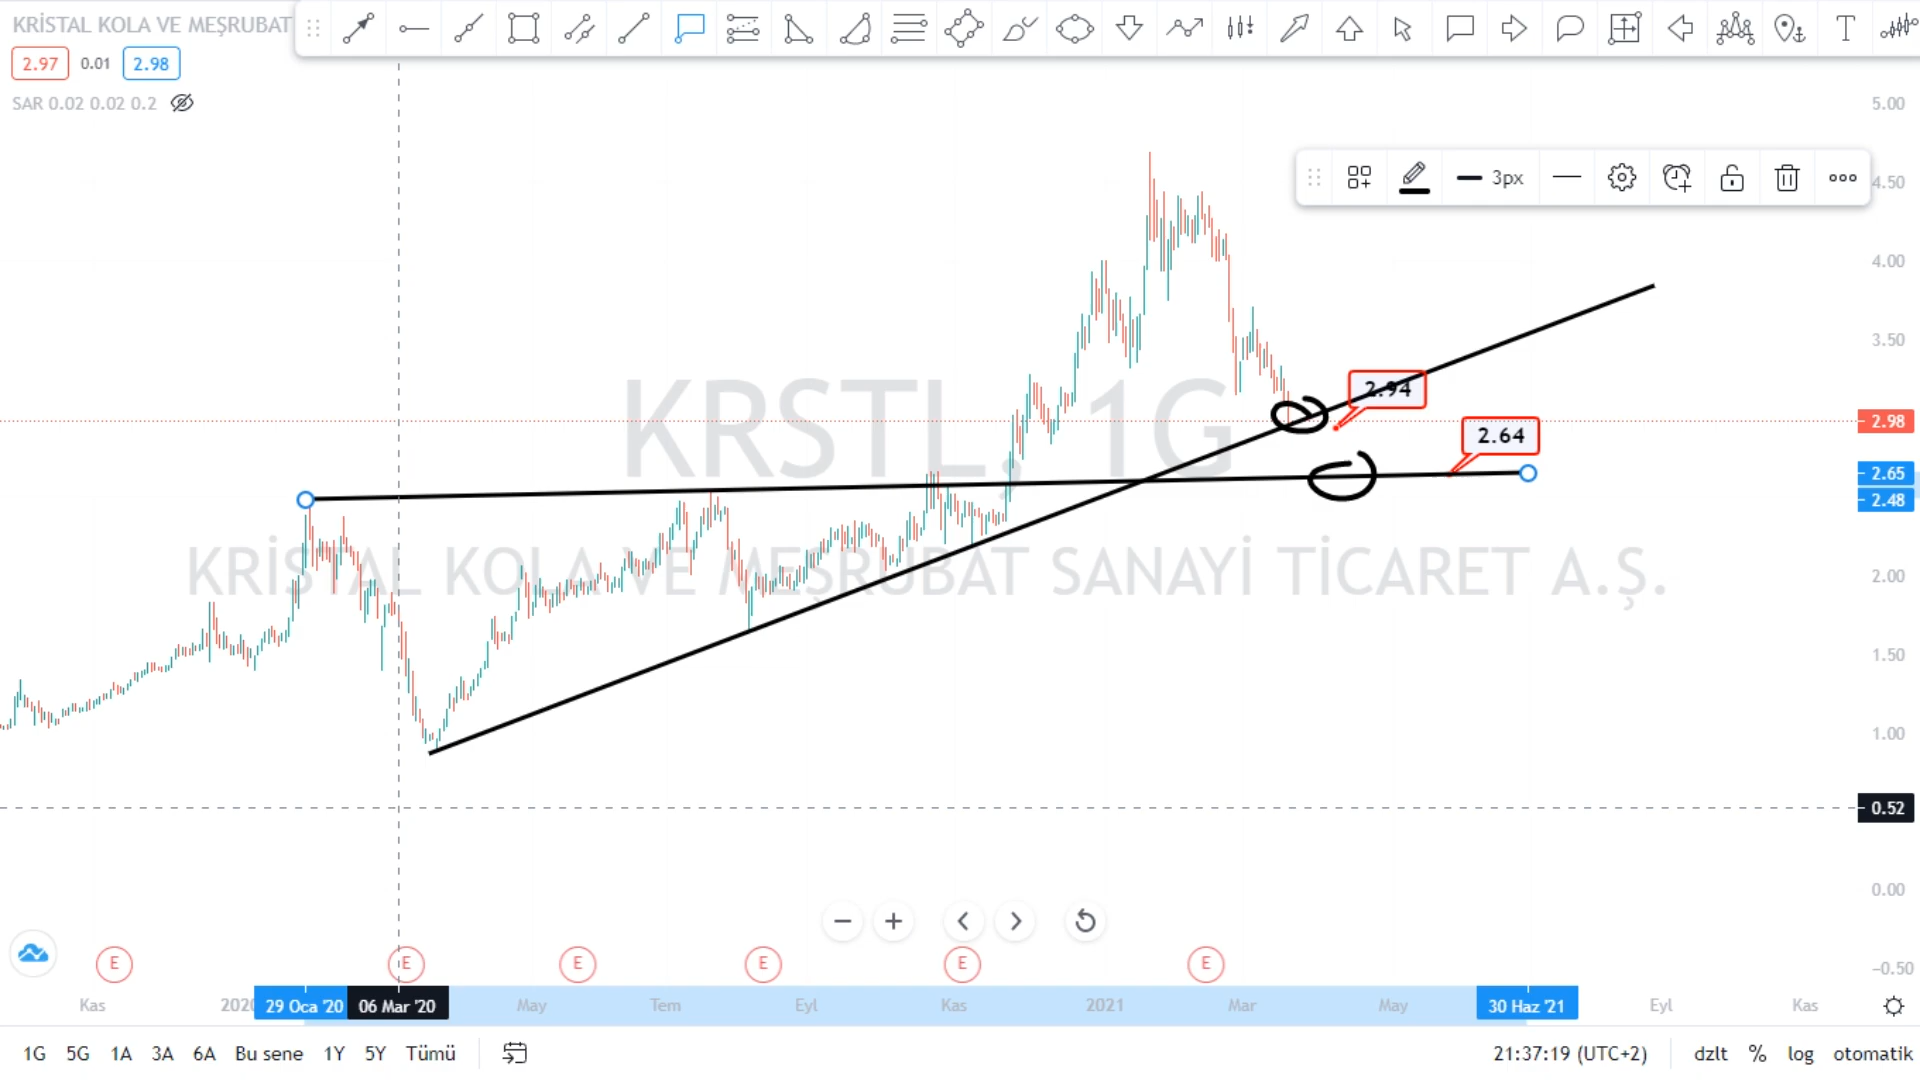 KRİSTAL KOLA VE MEŞRUBAT
2.97 0.01 2.98
SAR 0.02 0.02 0.2
3px
T
5.00
4.50
4.00
3.50
2.98
2.65
2.48
2.00
1.50
1.00
0.52
0.00
−0.50
2.94
2.64
KRSTL, 1G
KRİSTAL KOLA VE MEŞRUBAT SANAYİ TİCARET A.Ş.
E E E E E E
Kas 2020 29 Oca '20 06 Mar '20 May Tem Eyl Kas 2021 Mar May 30 Haz '21 Eyl Kas
1G 5G 1A 3A 6A Bu sene 1Y 5Y Tümü 21:37:19 (UTC+2) dzlt % log otomatik